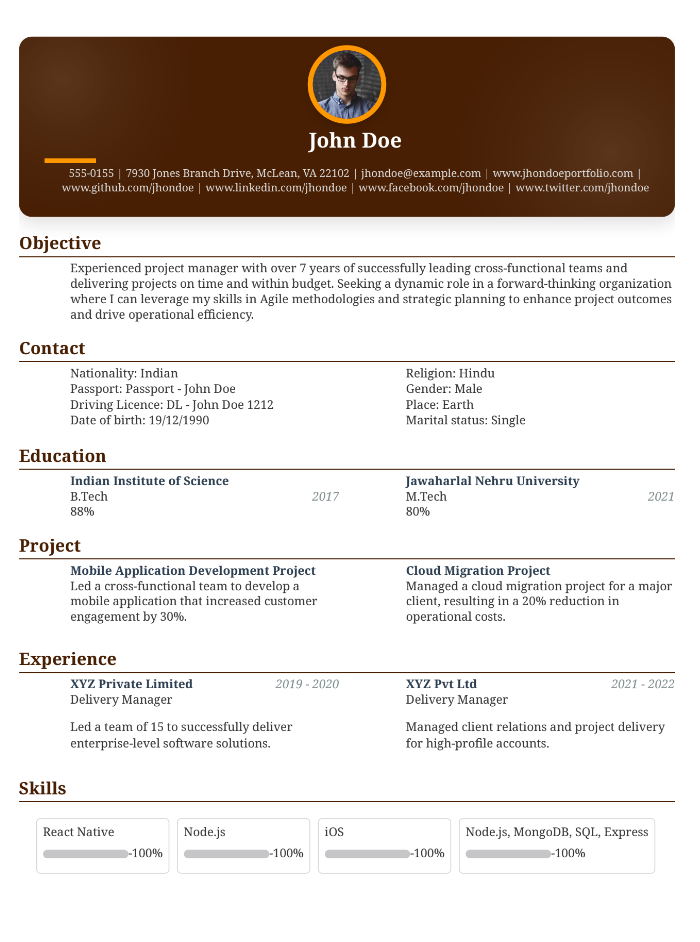 John Doe
555-0155 | 7930 Jones Branch Drive, McLean, VA 22102 | jhondoe@example.com | www.jhondoeportfolio.com |
www.github.com/jhondoe | www.linkedin.com/jhondoe | www.facebook.com/jhondoe | www.twitter.com/jhondoe
Objective
Experienced project manager with over 7 years of successfully leading cross-functional teams and
delivering projects on time and within budget. Seeking a dynamic role in a forward-thinking organization
where I can leverage my skills in Agile methodologies and strategic planning to enhance project outcomes
and drive operational efficiency.
Contact
Nationality: Indian
Passport: Passport - John Doe
Driving Licence: DL - John Doe 1212
Date of birth: 19/12/1990
Religion: Hindu
Gender: Male
Place: Earth
Marital status: Single
Education
Indian Institute of Science
B.Tech 2017
88%
Jawaharlal Nehru University
M.Tech 2021
80%
Project
Mobile Application Development Project
Led a cross-functional team to develop a
mobile application that increased customer
engagement by 30%.
Cloud Migration Project
Managed a cloud migration project for a major
client, resulting in a 20% reduction in
operational costs.
Experience
XYZ Private Limited 2019 - 2020
Delivery Manager
Led a team of 15 to successfully deliver
enterprise-level software solutions.
XYZ Pvt Ltd 2021 - 2022
Delivery Manager
Managed client relations and project delivery
for high-profile accounts.
Skills
React Native
-100%
Node.js
-100%
iOS
-100%
Node.js, MongoDB, SQL, Express
-100%